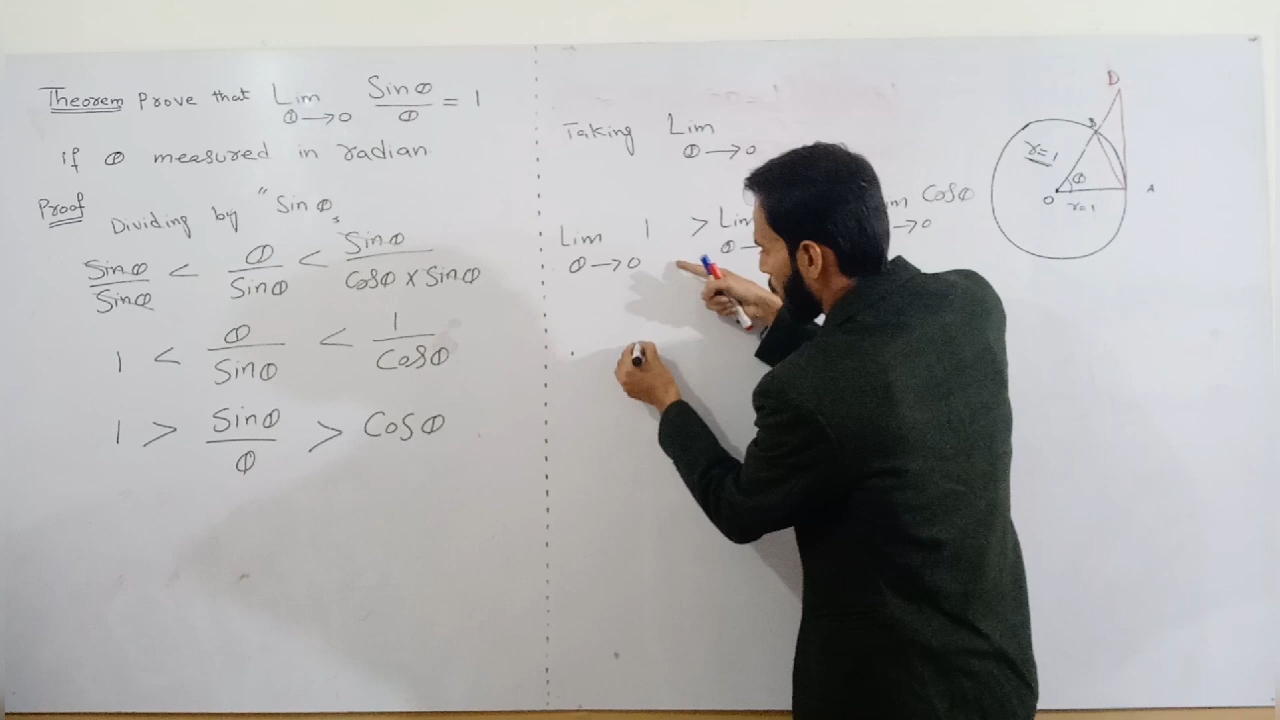 Theorem Prove that Lim Sinθ/θ = 1
θ→0
if θ measured in radian
Proof
Dividing by "Sinθ,
Sinθ/Sinθ < θ/Sinθ < Sinθ/Cosθ × Sinθ
1 < θ/Sinθ < 1/Cosθ
1 > Sinθ/θ > Cosθ
Taking Lim
θ→0
Lim 1 > Lim Cosθ
θ→0 θ→0
D
B
r=1
θ
O
r=1
A